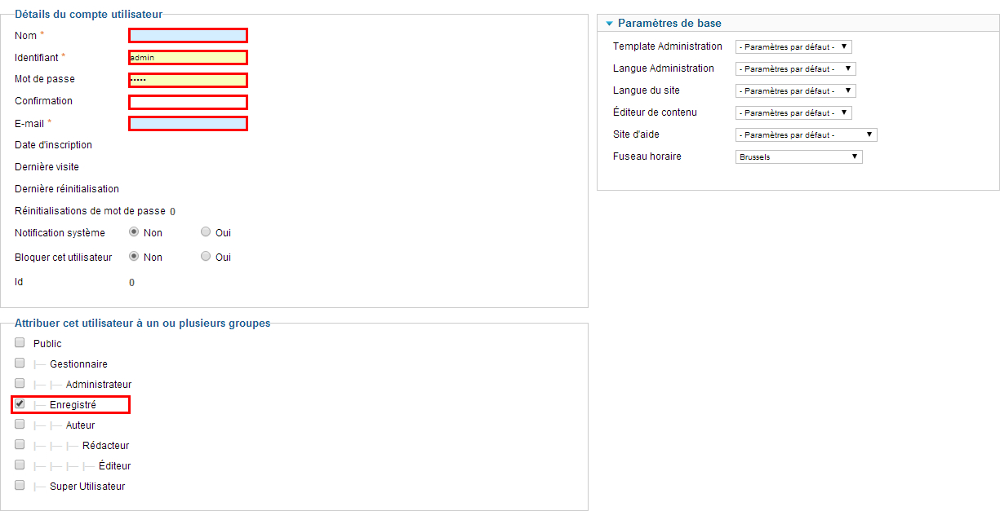 Détails du compte utilisateur
Nom *
Identifiant * admin
Mot de passe •••••
Confirmation
E-mail *
Date d'inscription
Dernière visite
Dernière réinitialisation
Réinitialisations de mot de passe 0
Notification système Non Oui
Bloquer cet utilisateur Non Oui
Id 0
Attribuer cet utilisateur à un ou plusieurs groupes
Public
|— Gestionnaire
|— |— Administrateur
|— Enregistré
|— |— Auteur
|— |— |— Rédacteur
|— |— |— |— Éditeur
|— Super Utilisateur
Paramètres de base
Template Administration - Paramètres par défaut -
Langue Administration - Paramètres par défaut -
Langue du site - Paramètres par défaut -
Éditeur de contenu - Paramètres par défaut -
Site d'aide - Paramètres par défaut -
Fuseau horaire Brussels